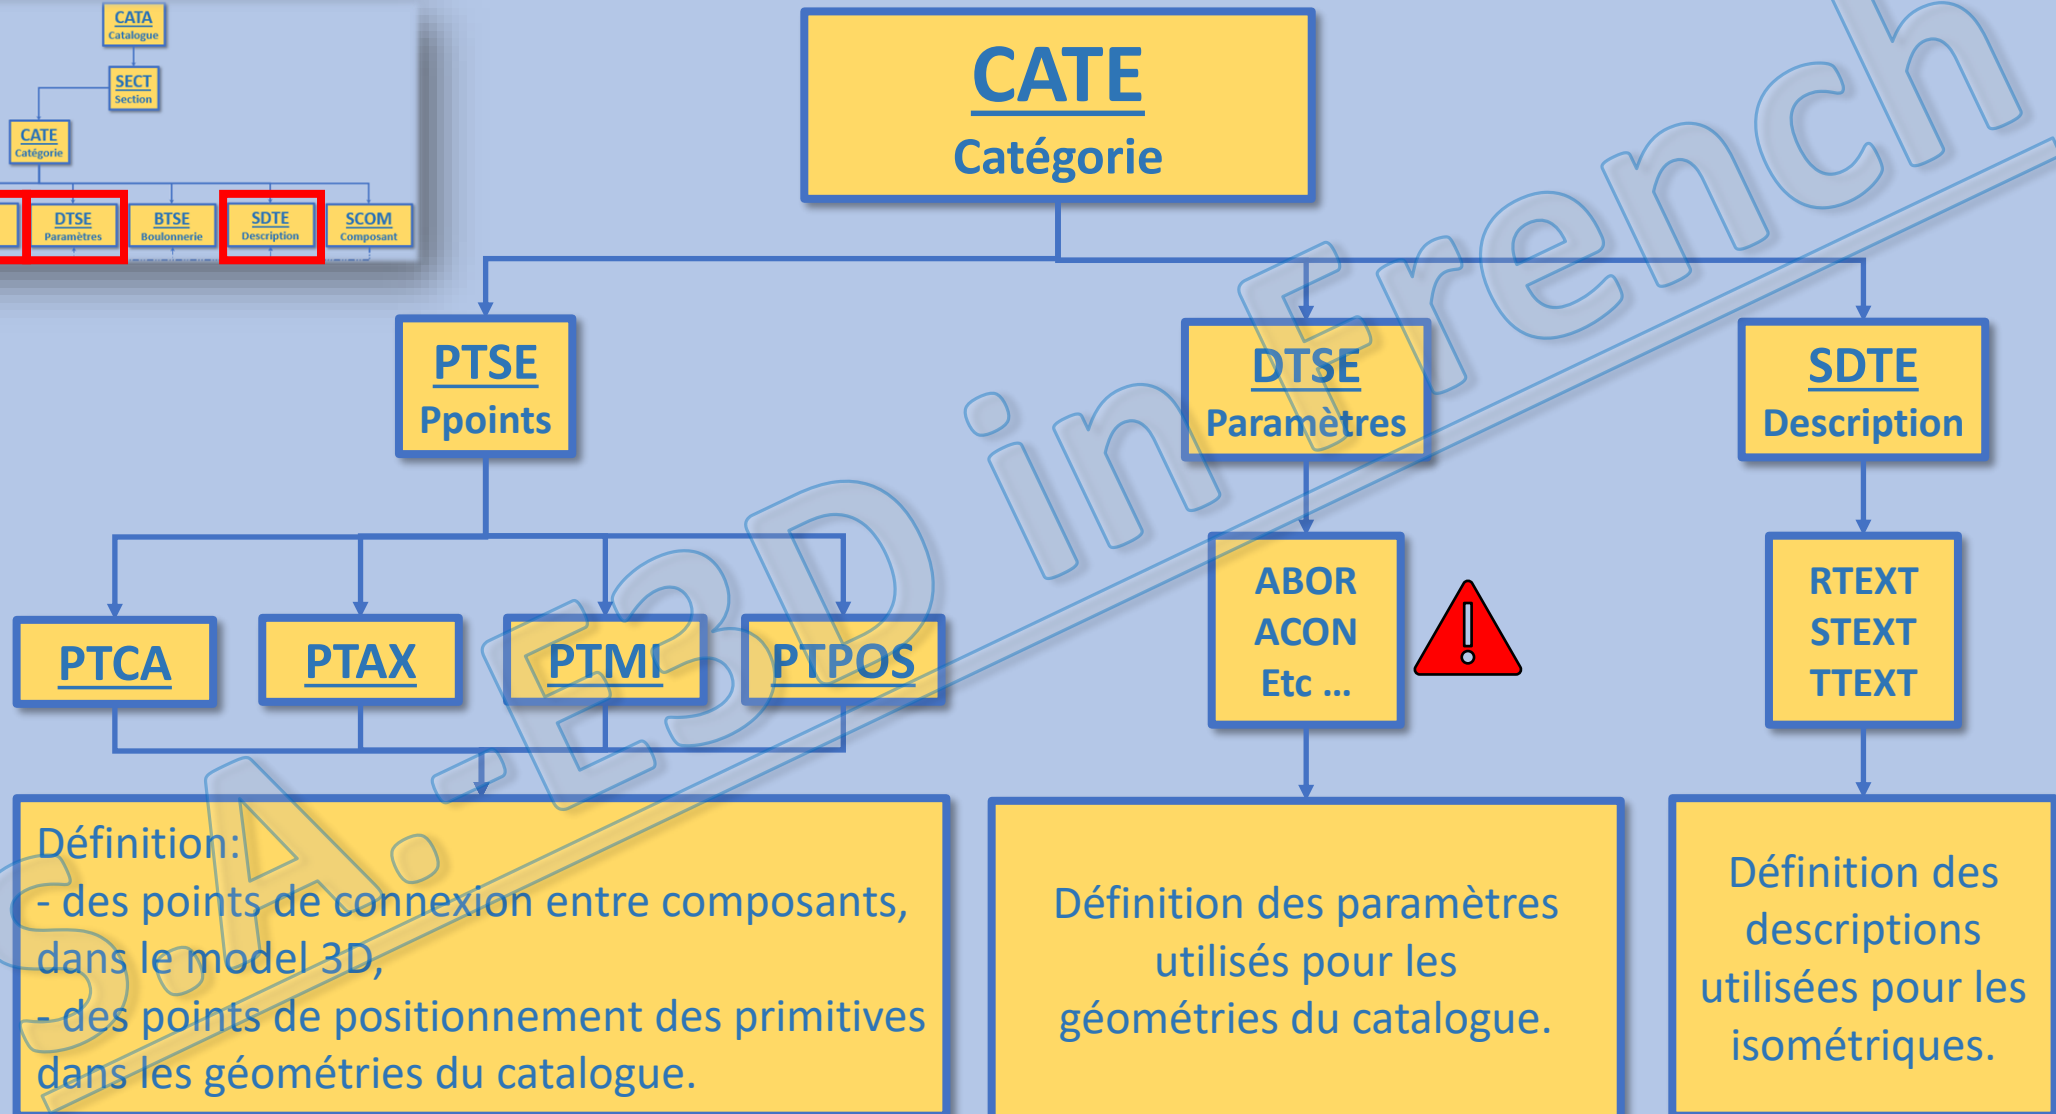 CATA
Catalogue
SECT
Section
CATE
Catégorie
DTSE
Paramètres
BTSE
Boulonnerie
SDTE
Description
SCOM
Composant
CATE
Catégorie
PTSE
Ppoints
DTSE
Paramètres
SDTE
Description
PTCA
PTAX
PTMI
PTPOS
ABOR
ACON
Etc ...
RTEXT
STEXT
TTEXT
Définition:
- des points de connexion entre composants,
dans le model 3D,
- des points de positionnement des primitives
dans les géométries du catalogue.
Définition des paramètres
utilisés pour les
géométries du catalogue.
Définition des
descriptions
utilisées pour les
isométriques.
S.A.:E3D in French